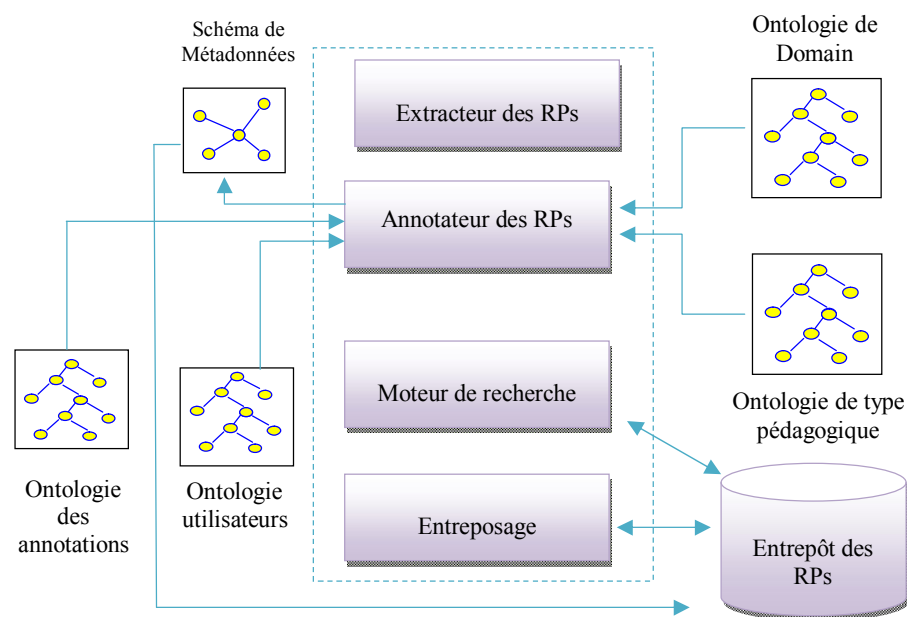 Schéma de
Métadonnées
Ontologie de
Domain
Extracteur des RPs
Annotateur des RPs
Moteur de recherche
Ontologie de type
pédagogique
Ontologie
des
annotations
Ontologie
utilisateurs
Entreposage
Entrepôt des
RPs